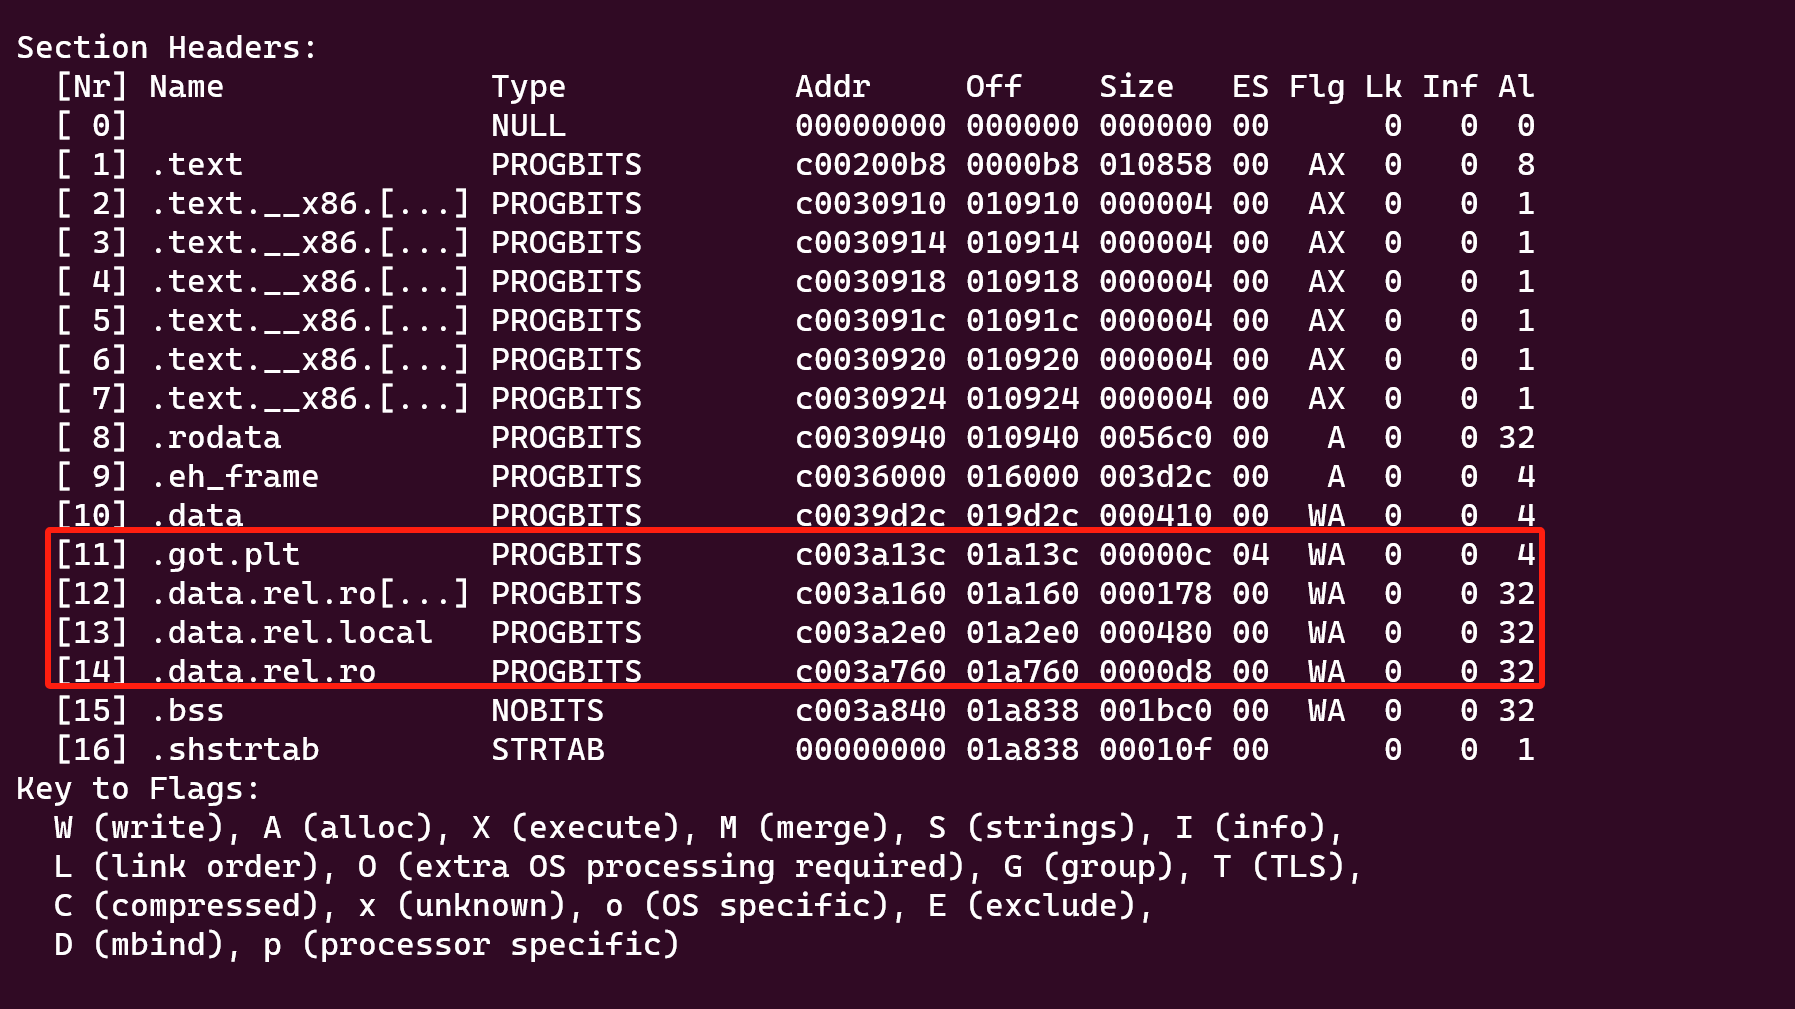 Section Headers:
  [Nr] Name              Type            Addr     Off    Size   ES Flg Lk Inf Al
  [ 0]                   NULL            00000000 000000 000000 00      0   0  0
  [ 1] .text             PROGBITS        c00200b8 0000b8 010858 00  AX  0   0  8
  [ 2] .text.__x86.[...] PROGBITS        c0030910 010910 000004 00  AX  0   0  1
  [ 3] .text.__x86.[...] PROGBITS        c0030914 010914 000004 00  AX  0   0  1
  [ 4] .text.__x86.[...] PROGBITS        c0030918 010918 000004 00  AX  0   0  1
  [ 5] .text.__x86.[...] PROGBITS        c003091c 01091c 000004 00  AX  0   0  1
  [ 6] .text.__x86.[...] PROGBITS        c0030920 010920 000004 00  AX  0   0  1
  [ 7] .text.__x86.[...] PROGBITS        c0030924 010924 000004 00  AX  0   0  1
  [ 8] .rodata           PROGBITS        c0030940 010940 0056c0 00   A  0   0 32
  [ 9] .eh_frame         PROGBITS        c0036000 016000 003d2c 00   A  0   0  4
  [10] .data             PROGBITS        c0039d2c 019d2c 000410 00  WA  0   0  4
  [11] .got.plt          PROGBITS        c003a13c 01a13c 00000c 04  WA  0   0  4
  [12] .data.rel.ro[...] PROGBITS        c003a160 01a160 000178 00  WA  0   0 32
  [13] .data.rel.local   PROGBITS        c003a2e0 01a2e0 000480 00  WA  0   0 32
  [14] .data.rel.ro      PROGBITS        c003a760 01a760 0000d8 00  WA  0   0 32
  [15] .bss              NOBITS          c003a840 01a838 001bc0 00  WA  0   0 32
  [16] .shstrtab         STRTAB          00000000 01a838 00010f 00      0   0  1
Key to Flags:
  W (write), A (alloc), X (execute), M (merge), S (strings), I (info),
  L (link order), O (extra OS processing required), G (group), T (TLS),
  C (compressed), x (unknown), o (OS specific), E (exclude),
  D (mbind), p (processor specific)